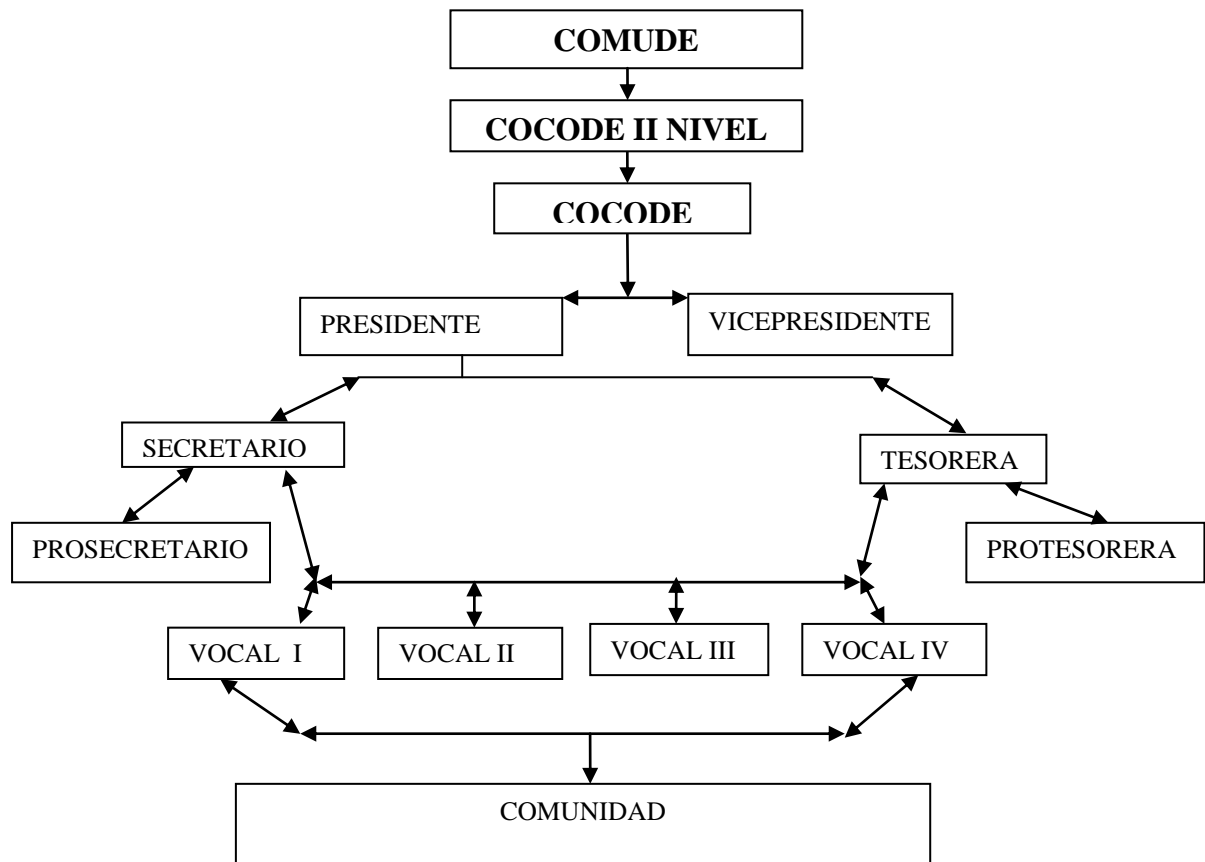 COMUDE
COCODE II NIVEL
COCODE
PRESIDENTE
VICEPRESIDENTE
SECRETARIO
TESORERA
PROSECRETARIO
PROTESORERA
VOCAL I
VOCAL II
VOCAL III
VOCAL IV
COMUNIDAD